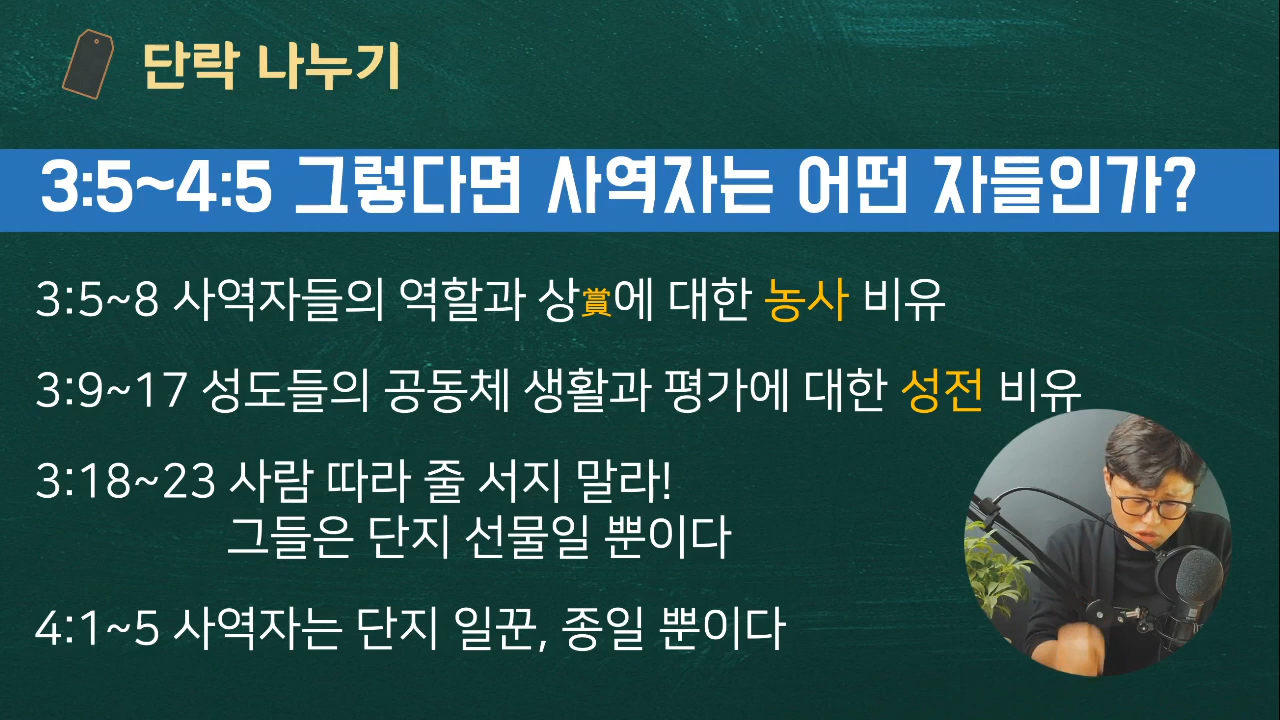 단락 나누기
3:5~4:5 그렇다면 사역자는 어떤 자들인가?
3:5~8 사역자들의 역할과 상賞에 대한 농사 비유
3:9~17 성도들의 공동체 생활과 평가에 대한 성전 비유
3:18~23 사람 따라 줄 서지 말라!
그들은 단지 선물일 뿐이다
4:1~5 사역자는 단지 일꾼, 종일 뿐이다